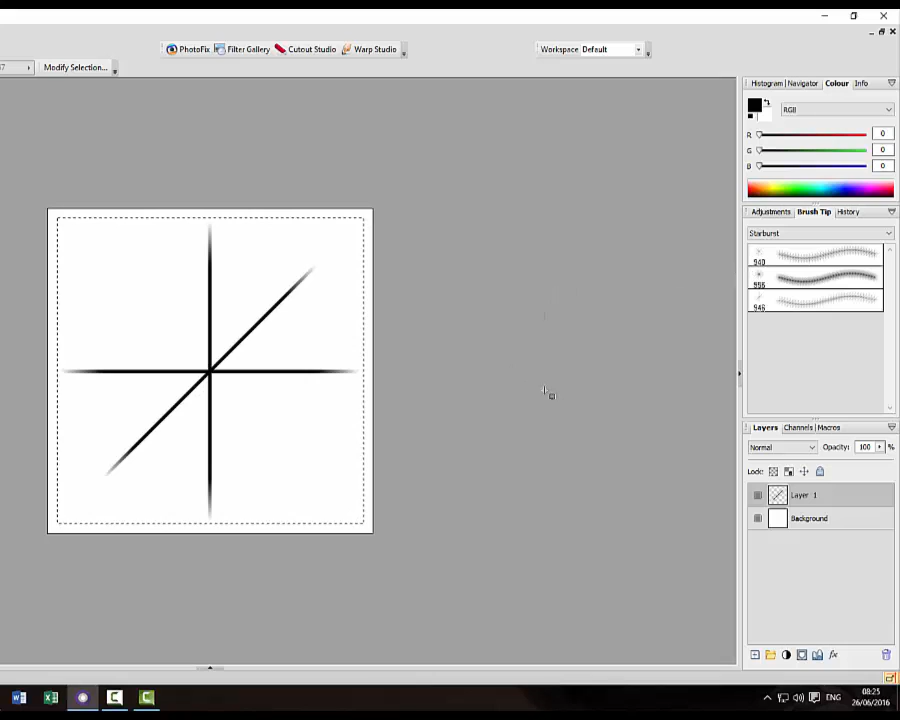 PhotoFix Filter Gallery Cutout Studio Warp Studio Workspace Default
Modify Selection...
Histogram Navigator Colour Info
RGB
R 0
G 0
B 0
Adjustments Brush Tip History
Starburst
946
Layers Channels Macros
Normal Opacity: 100 %
Lock:
Layer 1
Background
fx
ENG
08:25
26/06/2016